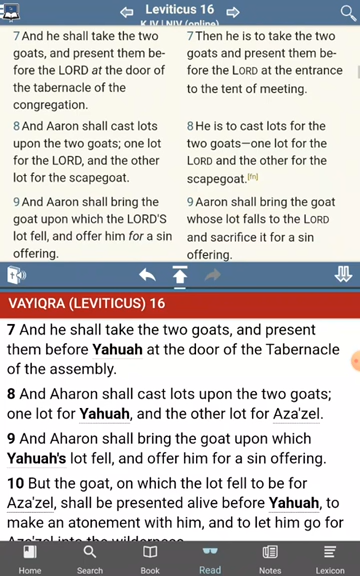 Leviticus 16
KJV | NIV (online)
7 And he shall take the two
goats, and present them be-
fore the LORD at the door of
the tabernacle of the
congregation.
8 And Aaron shall cast lots
upon the two goats; one lot
for the LORD, and the other
lot for the scapegoat.
9 And Aaron shall bring the
goat upon which the LORD'S
lot fell, and offer him for a sin
offering.
7 Then he is to take the two
goats and present them be-
fore the LORD at the entrance
to the tent of meeting.
8 He is to cast lots for the
two goats—one lot for the
LORD and the other for the
scapegoat.[fn]
9 Aaron shall bring the goat
whose lot falls to the LORD
and sacrifice it for a sin
offering.
VAYIQRA (LEVITICUS) 16
7 And he shall take the two goats, and present
them before Yahuah at the door of the Tabernacle
of the assembly.
8 And Aharon shall cast lots upon the two goats;
one lot for Yahuah, and the other lot for Aza'zel.
9 And Aharon shall bring the goat upon which
Yahuah's lot fell, and offer him for a sin offering.
10 But the goat, on which the lot fell to be for
Aza'zel, shall be presented alive before Yahuah, to
make an atonement with him, and to let him go for
Aza'zel into the wilderness.
Home
Search
Book
Read
Notes
Lexicon